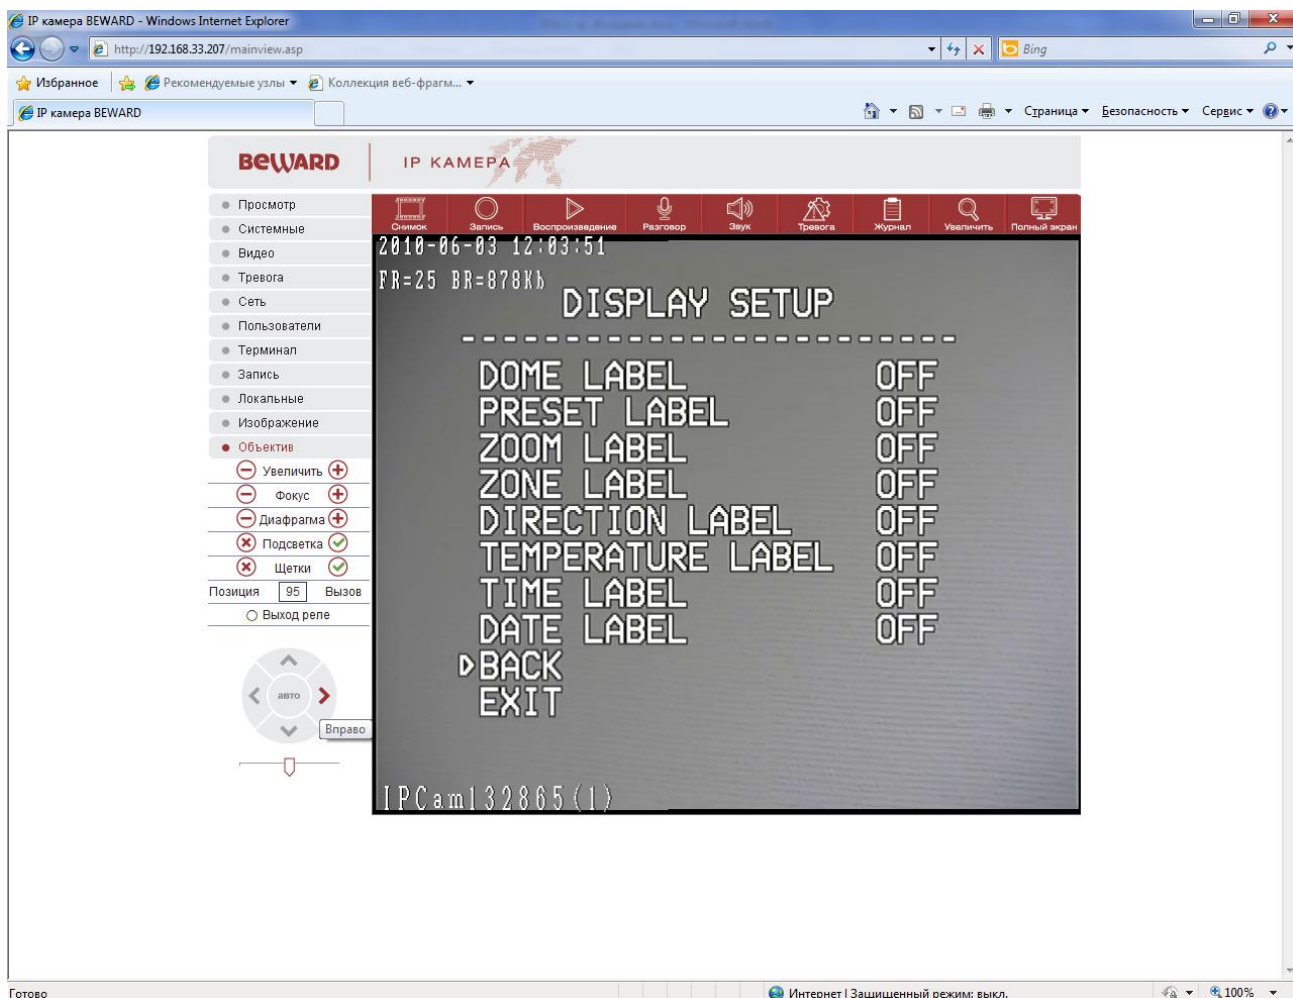 IP камера BEWARD - Windows Internet Explorer
http://192.168.33.207/mainview.asp
Bing
Избранное Рекомендуемые узлы Коллекция веб-фрагм...
IP камера BEWARD
Страница Безопасность Сервис
BEWARD IP КАМЕРА
Просмотр
Системные
Видео
Тревога
Сеть
Пользователи
Терминал
Запись
Локальные
Изображение
Объектив
Увеличить
Фокус
Диафрагма
Подсветка
Щетки
Позиция 95 Вызов
Выход реле
авто
Вправо
Снимок Запись Воспроизведение Разговор Звук Тревога Журнал Увеличить Полный экран
2010-06-03 12:03:51
FR=25 BR=878Kb
DISPLAY SETUP
DOME LABEL OFF
PRESET LABEL OFF
ZOOM LABEL OFF
ZONE LABEL OFF
DIRECTION LABEL OFF
TEMPERATURE LABEL OFF
TIME LABEL OFF
DATE LABEL OFF
BACK
EXIT
IPCam132865(1)
Готово
Интернет | Защищенный режим: выкл.
100%